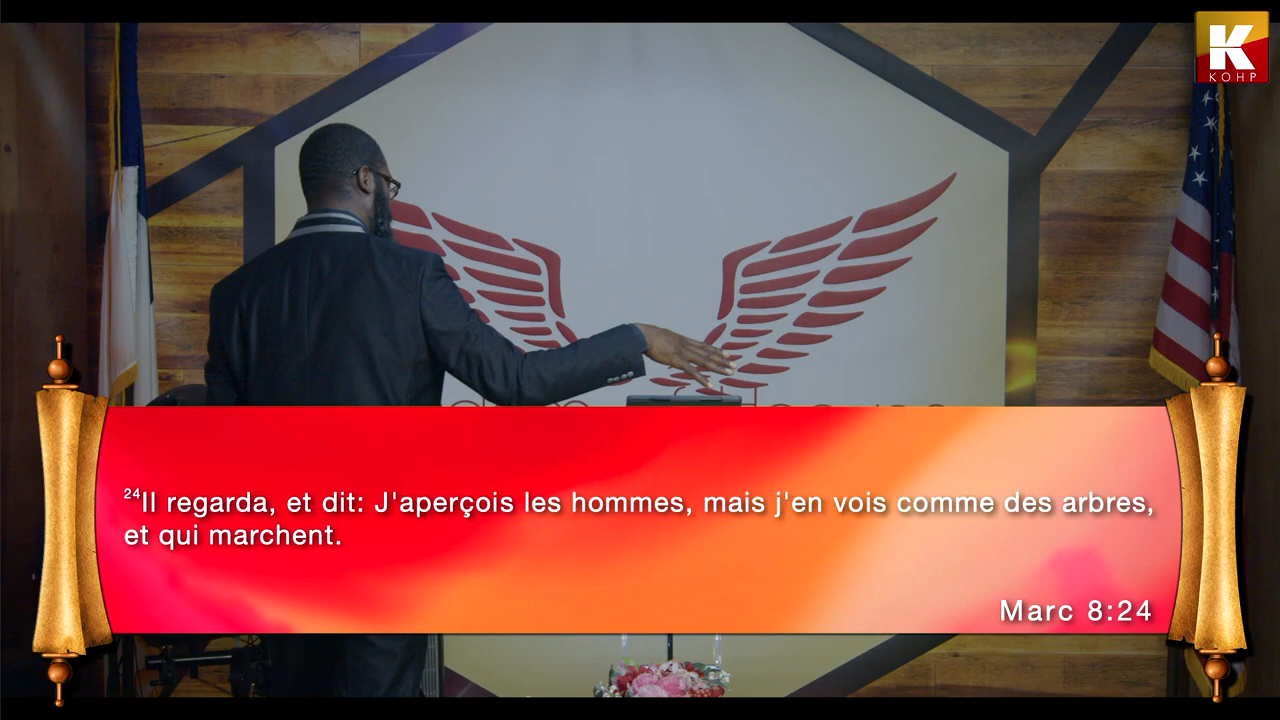 K
KOHP
24Il regarda, et dit: J'aperçois les hommes, mais j'en vois comme des arbres,
et qui marchent.
Marc 8:24